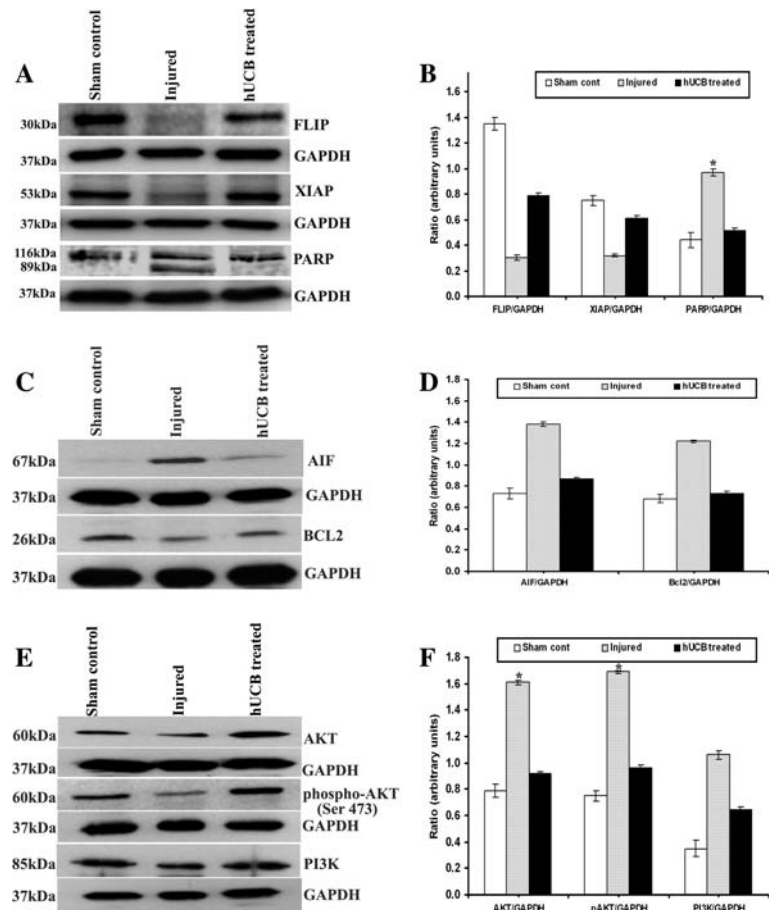 A
Sham control
Injured
hUCB treated
30kDa
FLIP
37kDa
GAPDH
53kDa
XIAP
37kDa
GAPDH
116kDa
PARP
89kDa
37kDa
GAPDH
B
Sham cont Injured hUCB treated
Ratio (arbitrary units)
1.6
1.4
1.2
1.0
0.8
0.6
0.4
0.2
0.0
*
FLIP/GAPDH XIAP/GAPDH PARP/GAPDH
C
Sham control
Injured
hUCB treated
67kDa
AIF
37kDa
GAPDH
26kDa
BCL2
37kDa
GAPDH
D
Sham cont Injured hUCB treated
Ratio (arbitrary units)
1.8
1.6
1.4
1.2
1.0
0.8
0.6
0.4
0.2
0.0
AIF/GAPDH Bcl2/GAPDH
E
Sham control
Injured
hUCB treated
60kDa
AKT
37kDa
GAPDH
60kDa
phospho-AKT
(Ser 473)
37kDa
GAPDH
85kDa
PI3K
37kDa
GAPDH
F
Sham cont Injured hUCB treated
Ratio (arbitrary units)
1.8
1.6
1.4
1.2
1.0
0.8
0.6
0.4
0.2
0.0
* *
AKT/GAPDH pAKT/GAPDH PI3K/GAPDH